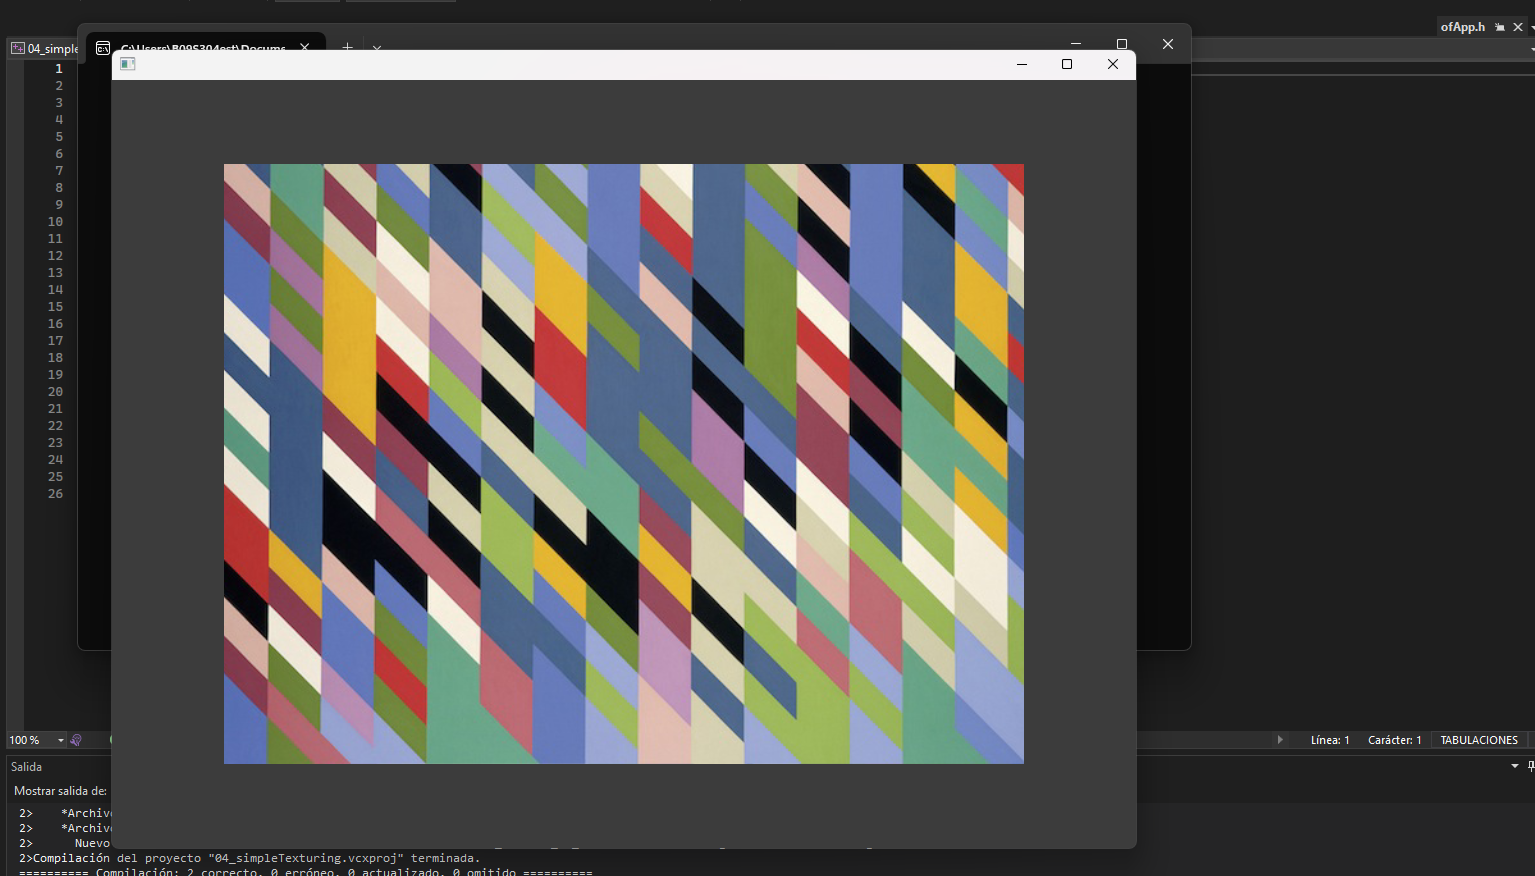 ofApp.h
04_simple
C:\Users\B09S304est\Docume
1
2
3
4
5
6
7
8
9
10
11
12
13
14
15
16
17
18
19
20
21
22
23
24
25
26
100 %
Línea: 1 Carácter: 1 TABULACIONES
Salida
Mostrar salida de:
2> *Archivo
2> *Archivo
2> Nuevo
2>Compilación del proyecto "04_simpleTexturing.vcxproj" terminada.
========== Compilación: 2 correcto, 0 erróneo, 0 actualizado, 0 omitido ==========